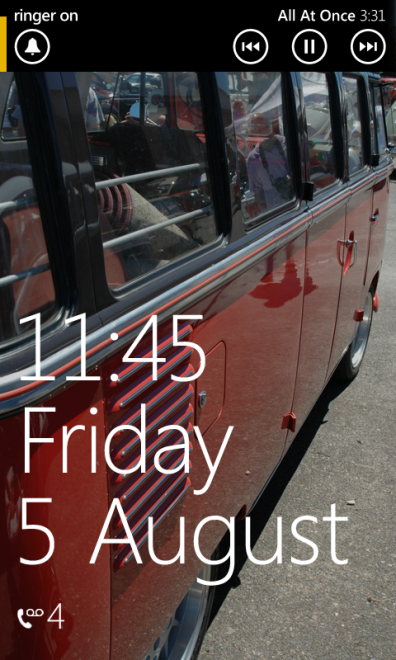 ringer on
All At Once 3:31
11:45
Friday
5 August
4